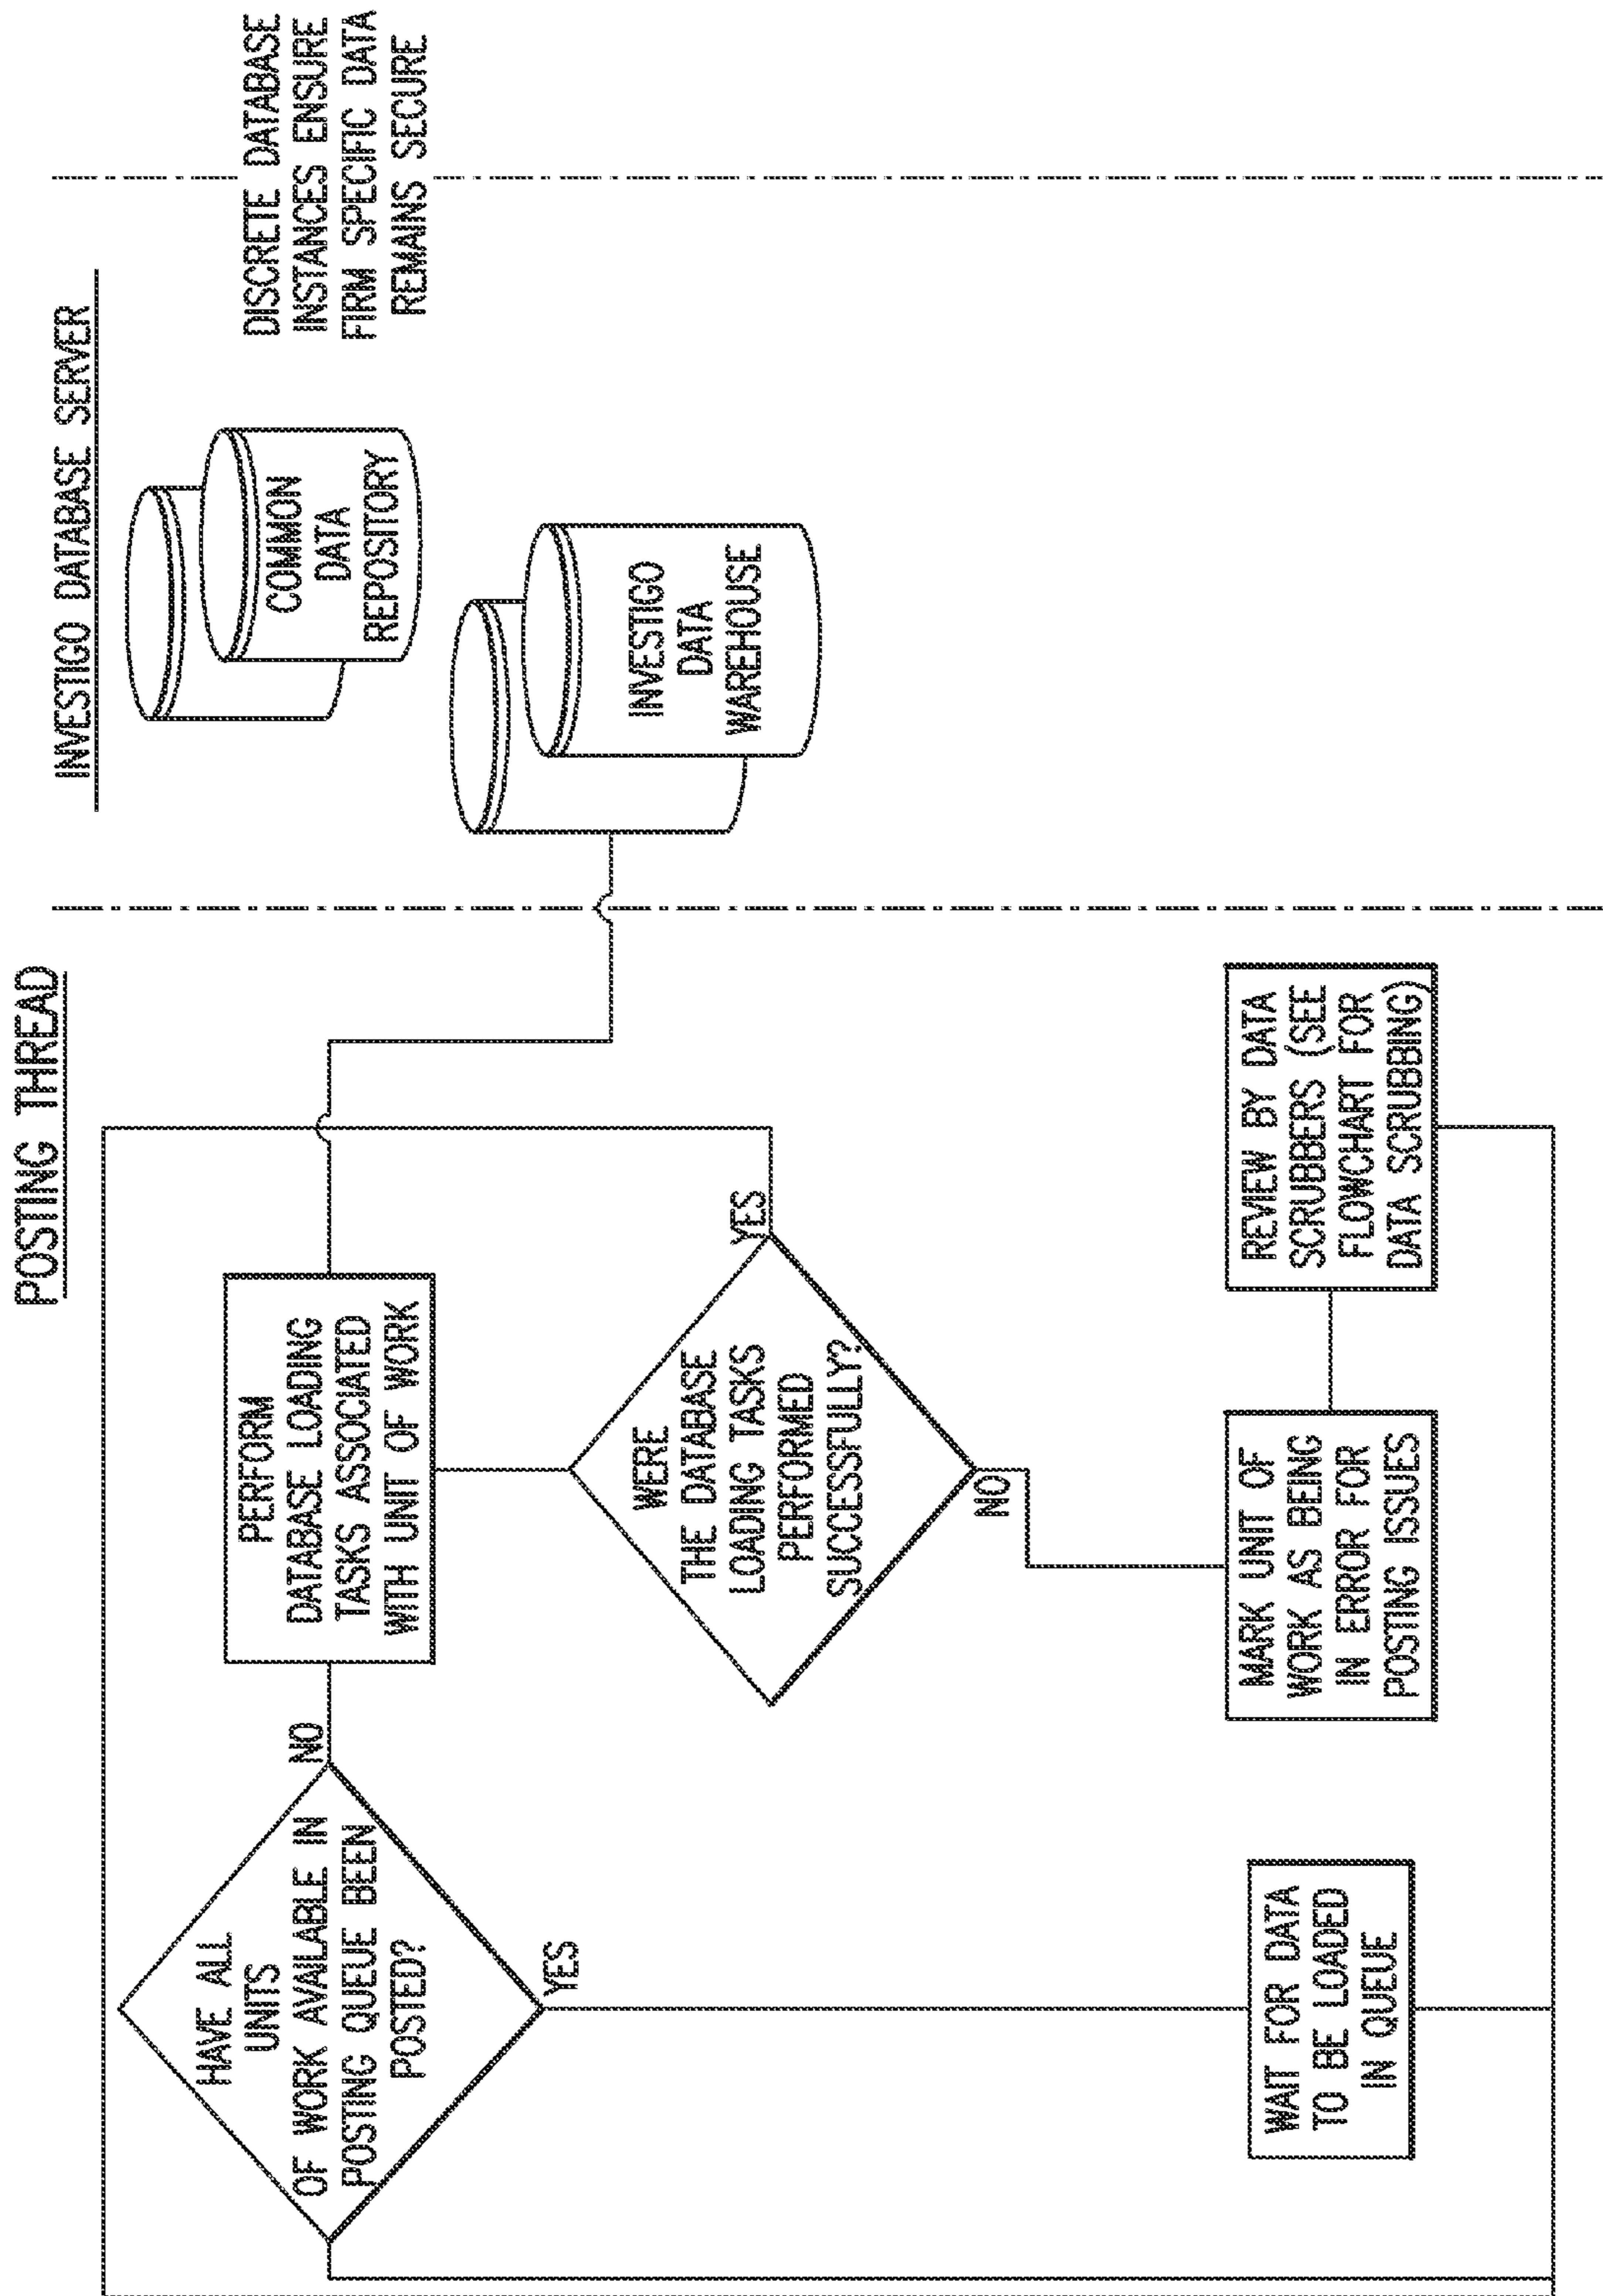 POSTING THREAD
INVESTIGO DATABASE SERVER
HAVE ALL
UNITS
OF WORK AVAILABLE IN
POSTING QUEUE BEEN
POSTED?
NO
YES
PERFORM
DATABASE LOADING
TASKS ASSOCIATED
WITH UNIT OF WORK
WERE
THE DATABASE
LOADING TASKS
PERFORMED
SUCCESSFULLY?
YES
NO
WAIT FOR DATA
TO BE LOADED
IN QUEUE
MARK UNIT OF
WORK AS BEING
IN ERROR FOR
POSTING ISSUES
REVIEW BY DATA
SCRUBBERS (SEE
FLOWCHART FOR
DATA SCRUBBING)
COMMON
DATA
REPOSITORY
INVESTIGO
DATA
WAREHOUSE
DISCRETE DATABASE
INSTANCES ENSURE
FIRM SPECIFIC DATA
REMAINS SECURE